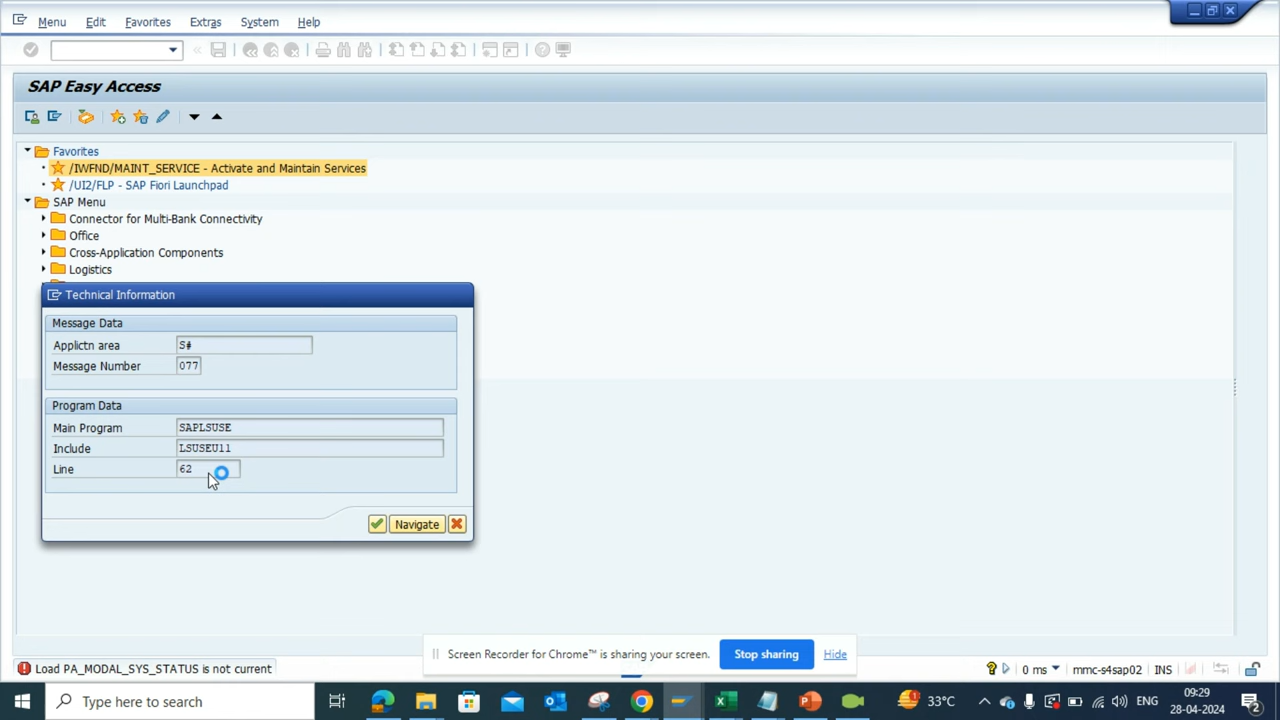 Menu Edit Favorites Extras System Help
SAP Easy Access
Favorites
/IWFND/MAINT_SERVICE - Activate and Maintain Services
/UI2/FLP - SAP Fiori Launchpad
SAP Menu
Connector for Multi-Bank Connectivity
Office
Cross-Application Components
Logistics
Technical Information
Message Data
Applictn area S#
Message Number 077
Program Data
Main Program SAPLSUSE
Include LSUSEU11
Line 62
Navigate
Screen Recorder for Chrome™ is sharing your screen. Stop sharing Hide
Load PA_MODAL_SYS_STATUS is not current 0 ms mmc-s4sap02 INS
Type here to search 33°C ENG 09:29
28-04-2024 2